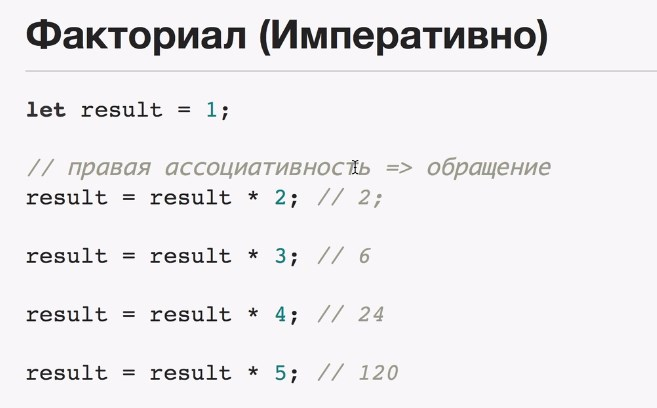 Факториал (Императивно)
let result = 1;
// правая ассоциативность => обращение
result = result * 2; // 2;
result = result * 3; // 6
result = result * 4; // 24
result = result * 5; // 120